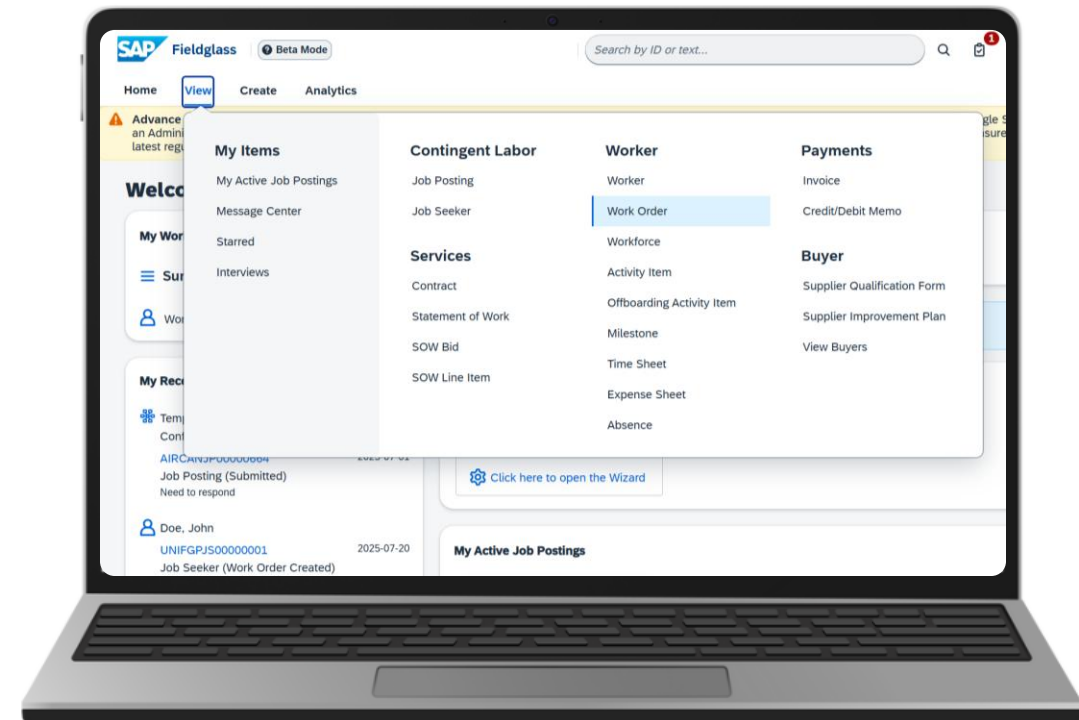 SAP Fieldglass Beta Mode Search by ID or text... 1
Home View Create Analytics
Advance
an Admini
latest regu
My Items
My Active Job Postings
Message Center
Starred
Interviews
Contingent Labor
Job Posting
Job Seeker
Services
Contract
Statement of Work
SOW Bid
SOW Line Item
Worker
Worker
Work Order
Workforce
Activity Item
Offboarding Activity Item
Milestone
Time Sheet
Expense Sheet
Absence
Payments
Invoice
Credit/Debit Memo
Buyer
Supplier Qualification Form
Supplier Improvement Plan
View Buyers
gle S
sure
Welco
My Wor
Sur
Wor
My Rece
Temp
Cont
Job Posting (Submitted)
Need to respond
Doe, John
UNIFGPJS00000001 2025-07-20
Job Seeker (Work Order Created)
Click here to open the Wizard
My Active Job Postings